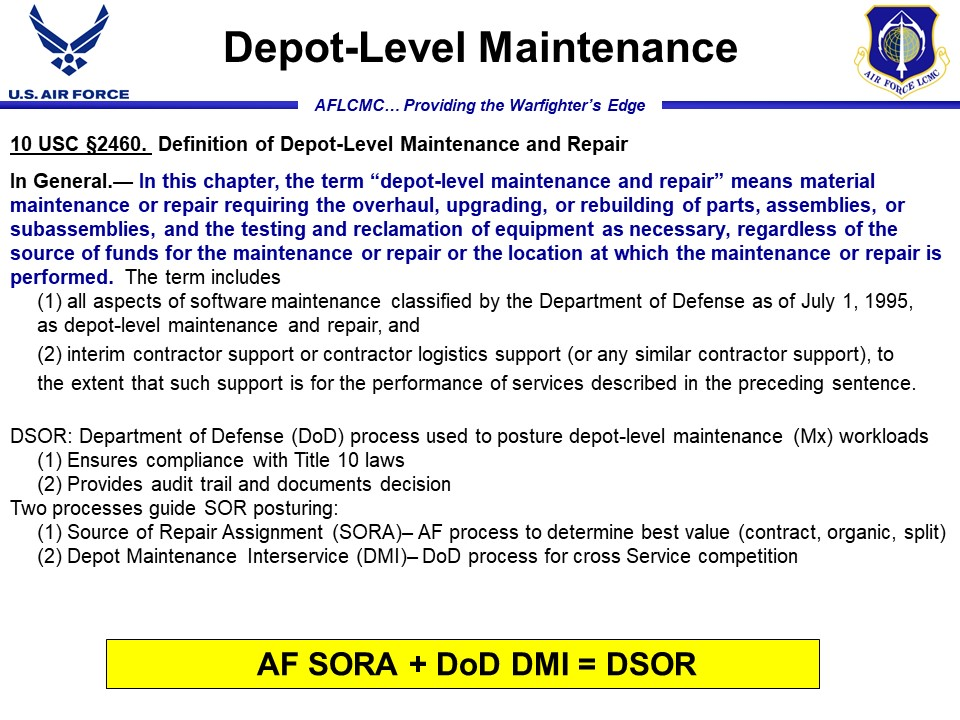 Depot-Level Maintenance
U.S. AIR FORCE
AIR FORCE LCMC
AFLCMC… Providing the Warfighter’s Edge
10 USC §2460. Definition of Depot-Level Maintenance and Repair
In General.— In this chapter, the term “depot-level maintenance and repair” means material
maintenance or repair requiring the overhaul, upgrading, or rebuilding of parts, assemblies, or
subassemblies, and the testing and reclamation of equipment as necessary, regardless of the
source of funds for the maintenance or repair or the location at which the maintenance or repair is
performed. The term includes
(1) all aspects of software maintenance classified by the Department of Defense as of July 1, 1995,
as depot-level maintenance and repair, and
(2) interim contractor support or contractor logistics support (or any similar contractor support), to
the extent that such support is for the performance of services described in the preceding sentence.
DSOR: Department of Defense (DoD) process used to posture depot-level maintenance (Mx) workloads
(1) Ensures compliance with Title 10 laws
(2) Provides audit trail and documents decision
Two processes guide SOR posturing:
(1) Source of Repair Assignment (SORA)– AF process to determine best value (contract, organic, split)
(2) Depot Maintenance Interservice (DMI)– DoD process for cross Service competition
AF SORA + DoD DMI = DSOR